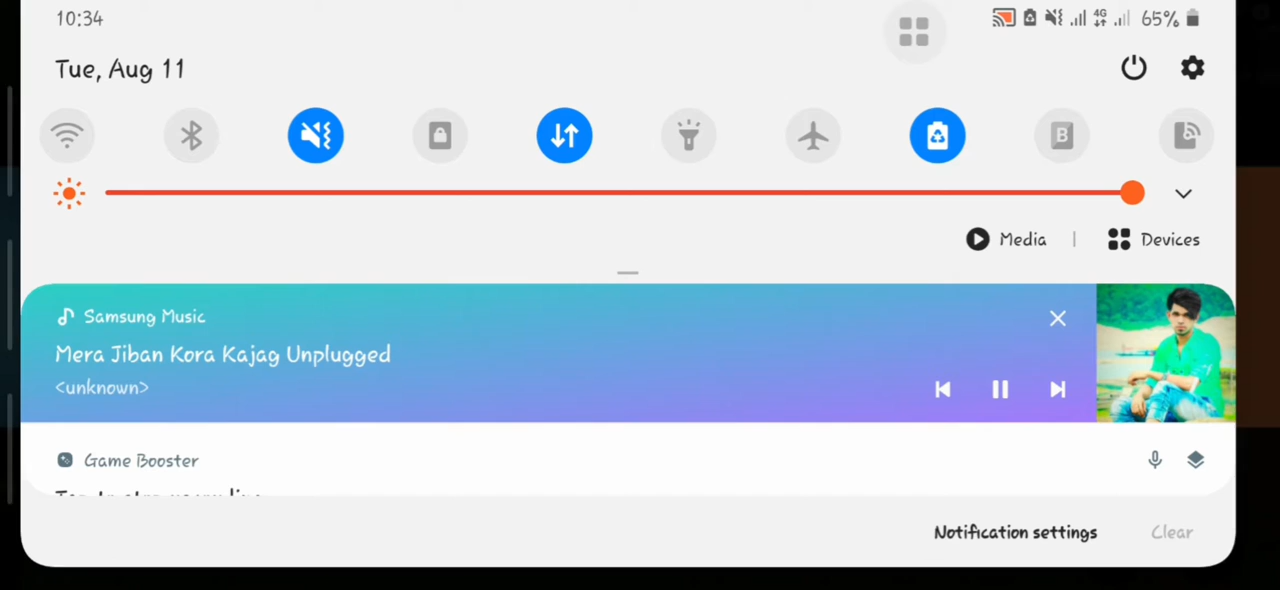 10:34
4G
65%
Tue, Aug 11
B
Media | Devices
Samsung Music
Mera Jiban Kora Kajag Unplugged
<unknown>
Game Booster
Notification settings
Clear